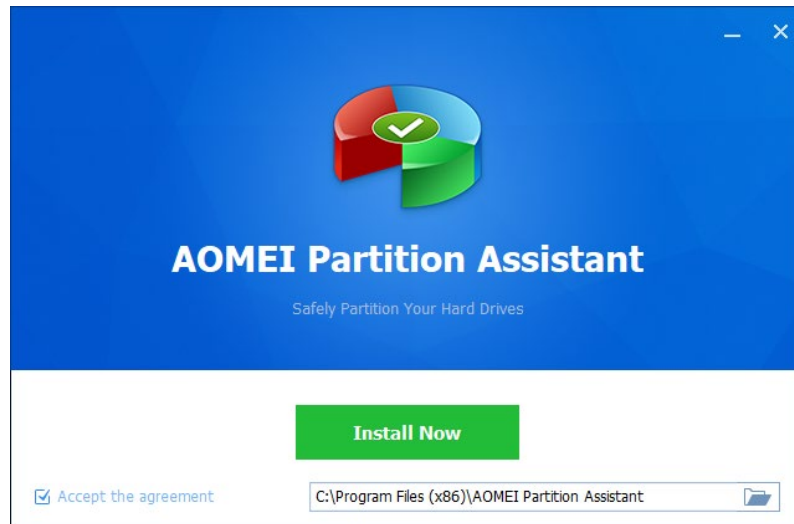 AOMEI Partition Assistant
Safely Partition Your Hard Drives
Install Now
Accept the agreement
C:\Program Files (x86)\AOMEI Partition Assistant